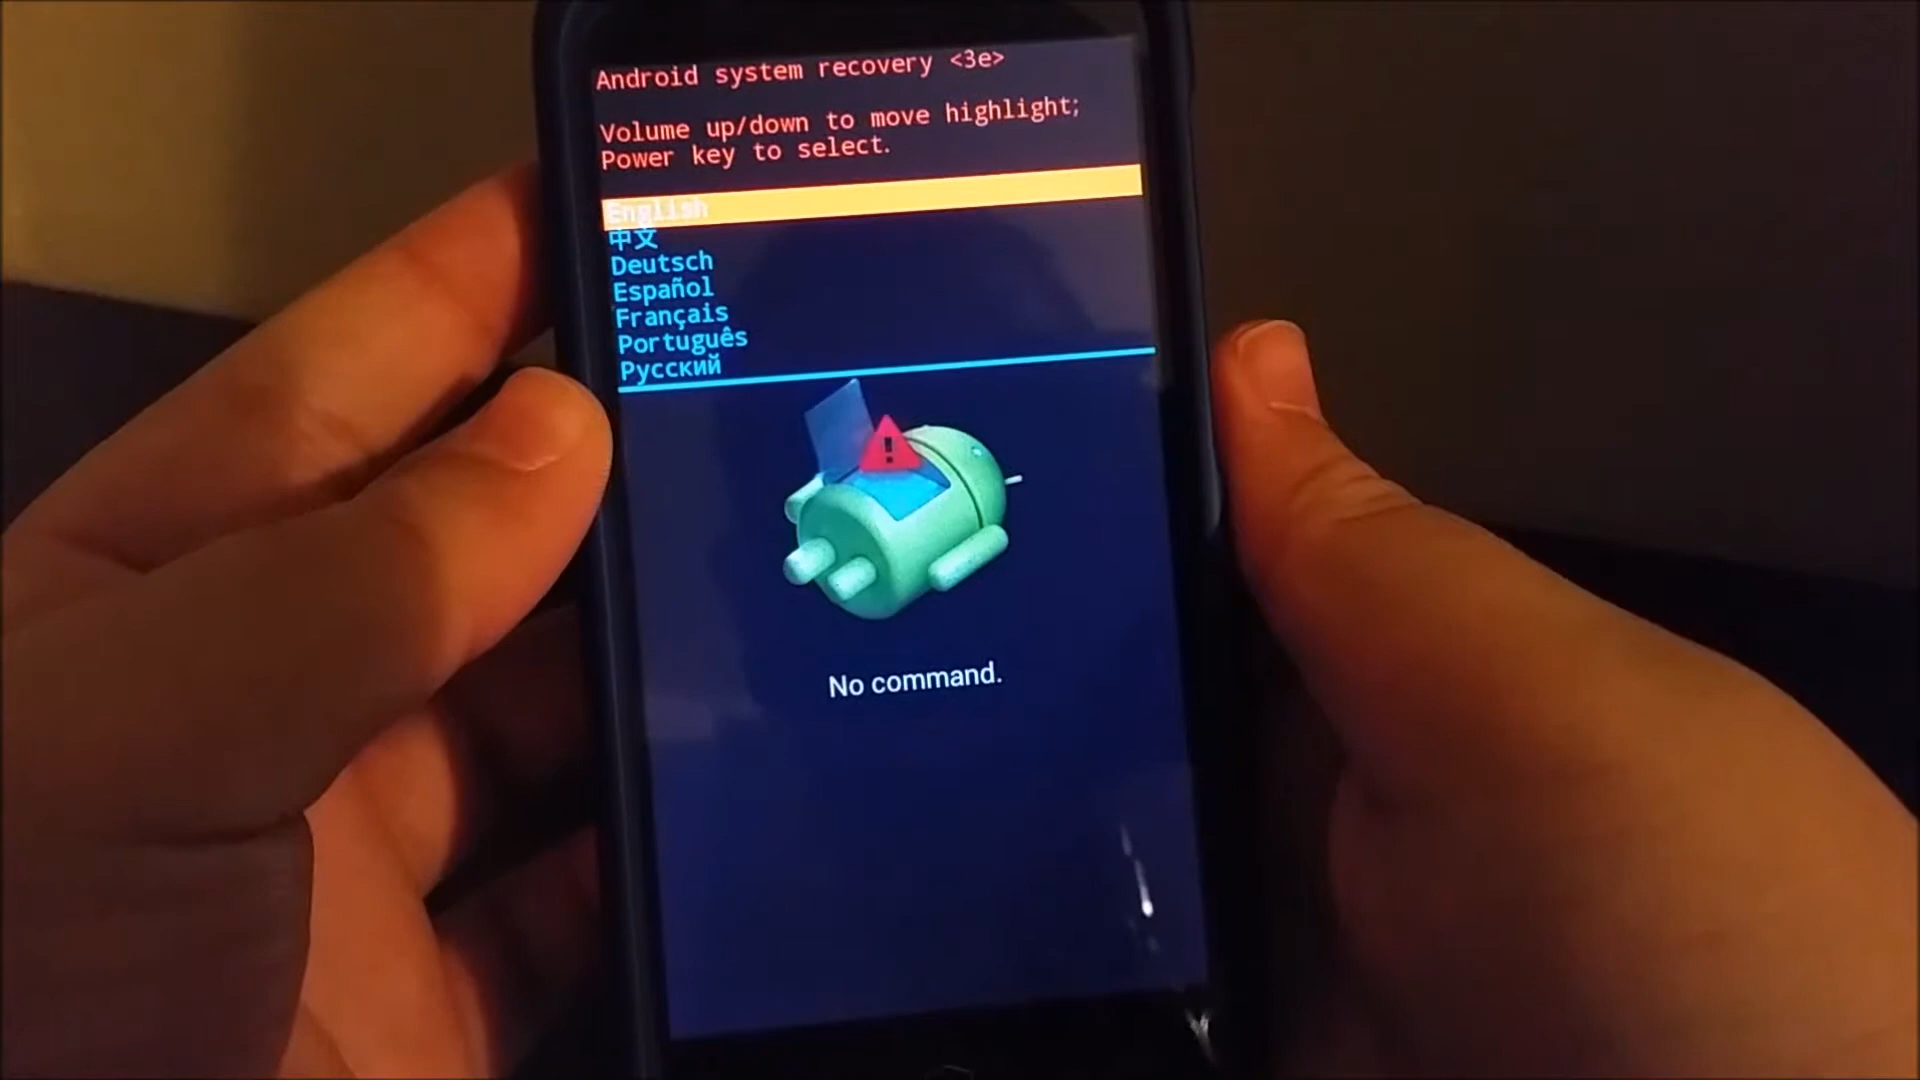 Android system recovery <3e>
Volume up/down to move highlight;
Power key to select.
English
中文
Deutsch
Español
Français
Português
Русский
!
No command.